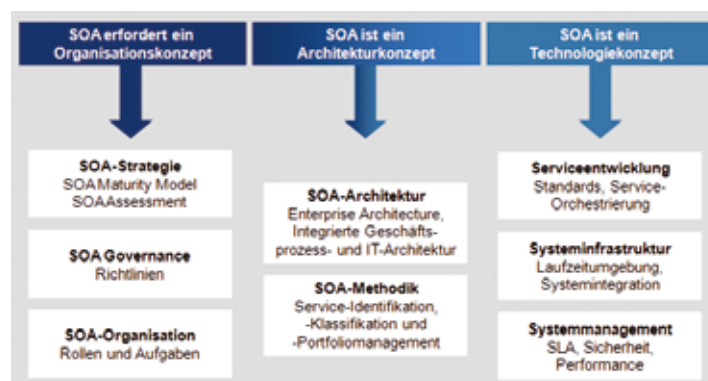 SOA erfordert ein
Organisationskonzept
SOA-Strategie
SOA Maturity Model
SOA Assessment
SOA Governance
Richtlinien
SOA-Organisation
Rollen und Aufgaben
SOA ist ein
Architekturkonzept
SOA-Architektur
Enterprise Architecture,
Integrierte Geschäfts-
prozess- und IT-Architektur
SOA-Methodik
Service-Identifikation,
-Klassifikation und
-Portfoliomanagement
SOA ist ein
Technologiekonzept
Serviceentwicklung
Standards, Service-
Orchestrierung
Systeminfrastruktur
Laufzeitumgebung,
Systemintegration
Systemmanagement
SLA, Sicherheit,
Performance